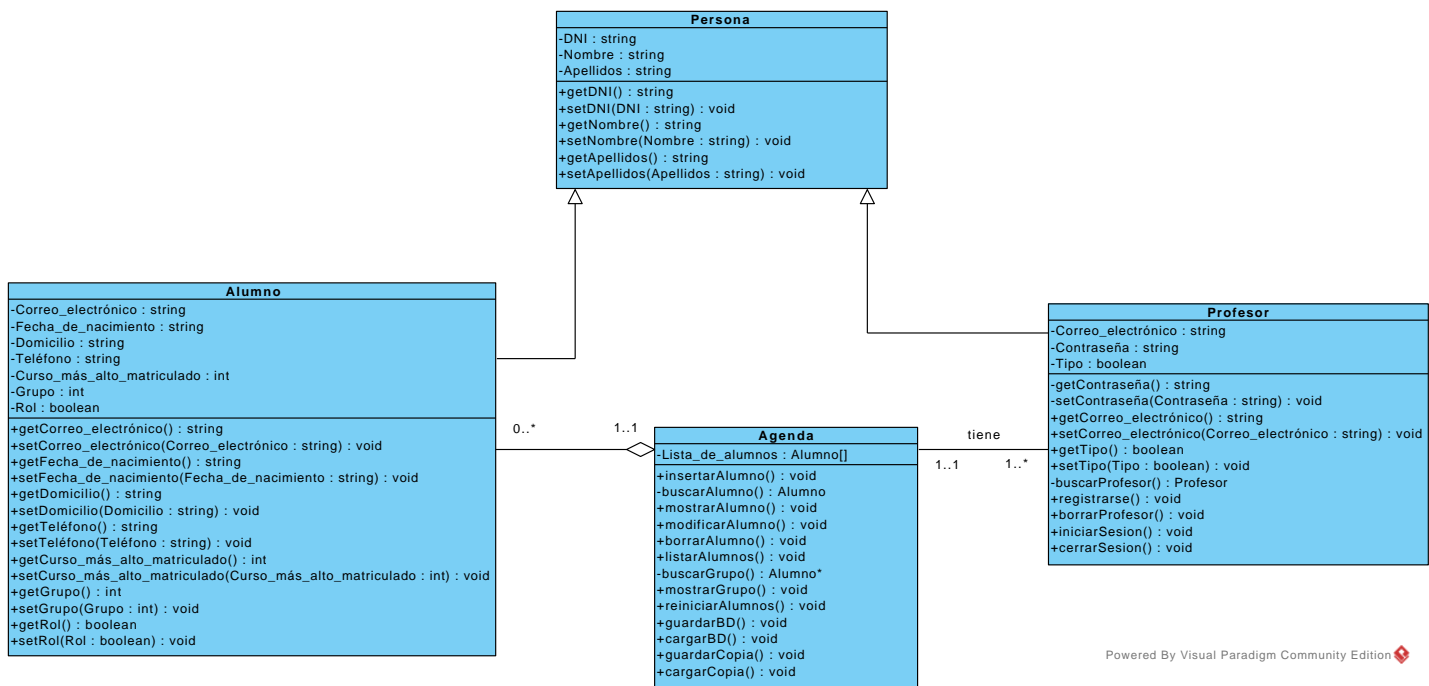 Persona
-DNI : string
-Nombre : string
-Apellidos : string
+getDNI() : string
+setDNI(DNI : string) : void
+getNombre() : string
+setNombre(Nombre : string) : void
+getApellidos() : string
+setApellidos(Apellidos : string) : void
Alumno
-Correo_electrónico : string
-Fecha_de_nacimiento : string
-Domicilio : string
-Teléfono : string
-Curso_más_alto_matriculado : int
-Grupo : int
-Rol : boolean
+getCorreo_electrónico() : string
+setCorreo_electrónico(Correo_electrónico : string) : void
+getFecha_de_nacimiento() : string
+setFecha_de_nacimiento(Fecha_de_nacimiento : string) : void
+getDomicilio() : string
+setDomicilio(Domicilio : string) : void
+getTeléfono() : string
+setTeléfono(Teléfono : string) : void
+getCurso_más_alto_matriculado() : int
+setCurso_más_alto_matriculado(Curso_más_alto_matriculado : int) : void
+getGrupo() : int
+setGrupo(Grupo : int) : void
+getRol() : boolean
+setRol(Rol : boolean) : void
0..*
1..1
Agenda
-Lista_de_alumnos : Alumno[]
+insertarAlumno() : void
-buscarAlumno() : Alumno
+mostrarAlumno() : void
+modificarAlumno() : void
+borrarAlumno() : void
+listarAlumnos() : void
-buscarGrupo() : Alumno*
+mostrarGrupo() : void
+reiniciarAlumnos() : void
+guardarBD() : void
+cargarBD() : void
+guardarCopia() : void
+cargarCopia() : void
tiene
1..1
1..*
Profesor
-Correo_electrónico : string
-Contraseña : string
-Tipo : boolean
-getContraseña() : string
-setContraseña(Contraseña : string) : void
+getCorreo_electrónico() : string
+setCorreo_electrónico(Correo_electrónico : string) : void
+getTipo() : boolean
+setTipo(Tipo : boolean) : void
-buscarProfesor() : Profesor
+registrarse() : void
+borrarProfesor() : void
+iniciarSesion() : void
+cerrarSesion() : void
Powered By Visual Paradigm Community Edition